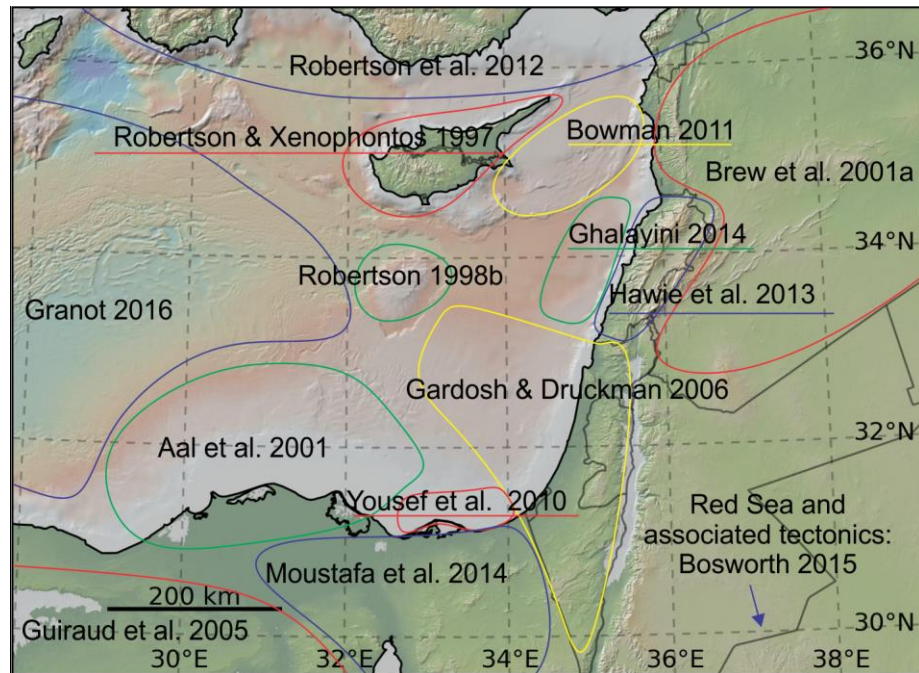 36°N
Robertson et al. 2012
Robertson & Xenophontos 1997
Bowman 2011
Brew et al. 2001a
Ghalayini 2014
34°N
Robertson 1998b
Hawie et al. 2013
Granot 2016
Gardosh & Druckman 2006
Aal et al. 2001
32°N
Yousef et al. 2010
Red Sea and
associated tectonics:
Bosworth 2015
Moustafa et al. 2014
200 km
Guiraud et al. 2005
30°N
30°E
32°E
34°E
36°E
38°E